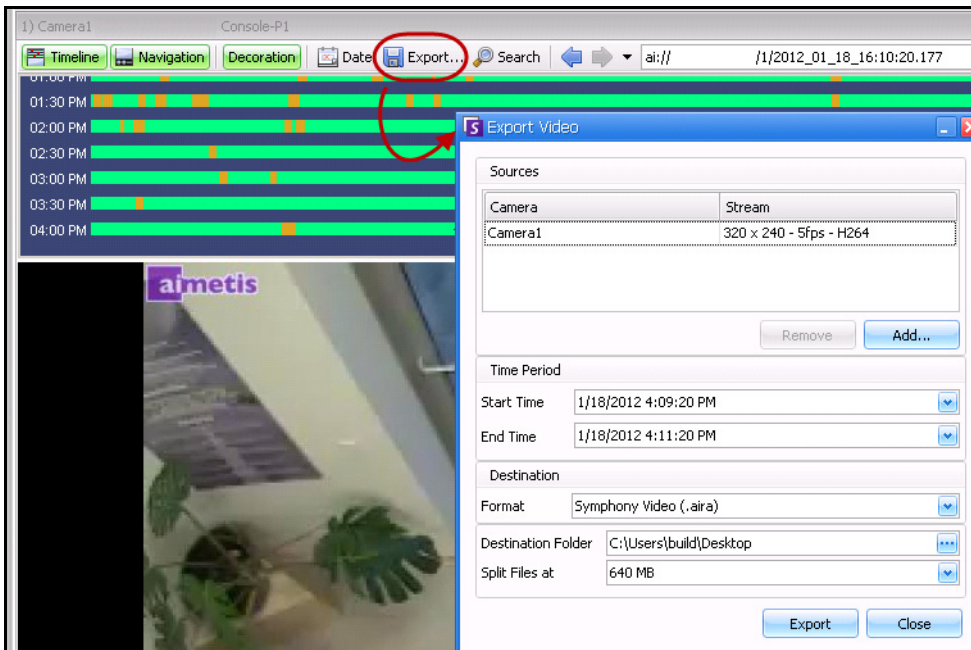 1) Camera1 Console-P1
Timeline Navigation Decoration Date Export... Search ai:// /1/2012_01_18_16:10:20.177
01:00 PM
01:30 PM
02:00 PM
02:30 PM
03:00 PM
03:30 PM
04:00 PM
aimetis
Export Video
Sources
Camera Stream
Camera1 320 x 240 - 5fps - H264
Remove Add...
Time Period
Start Time 1/18/2012 4:09:20 PM
End Time 1/18/2012 4:11:20 PM
Destination
Format Symphony Video (.aira)
Destination Folder C:\Users\build\Desktop
Split Files at 640 MB
Export Close